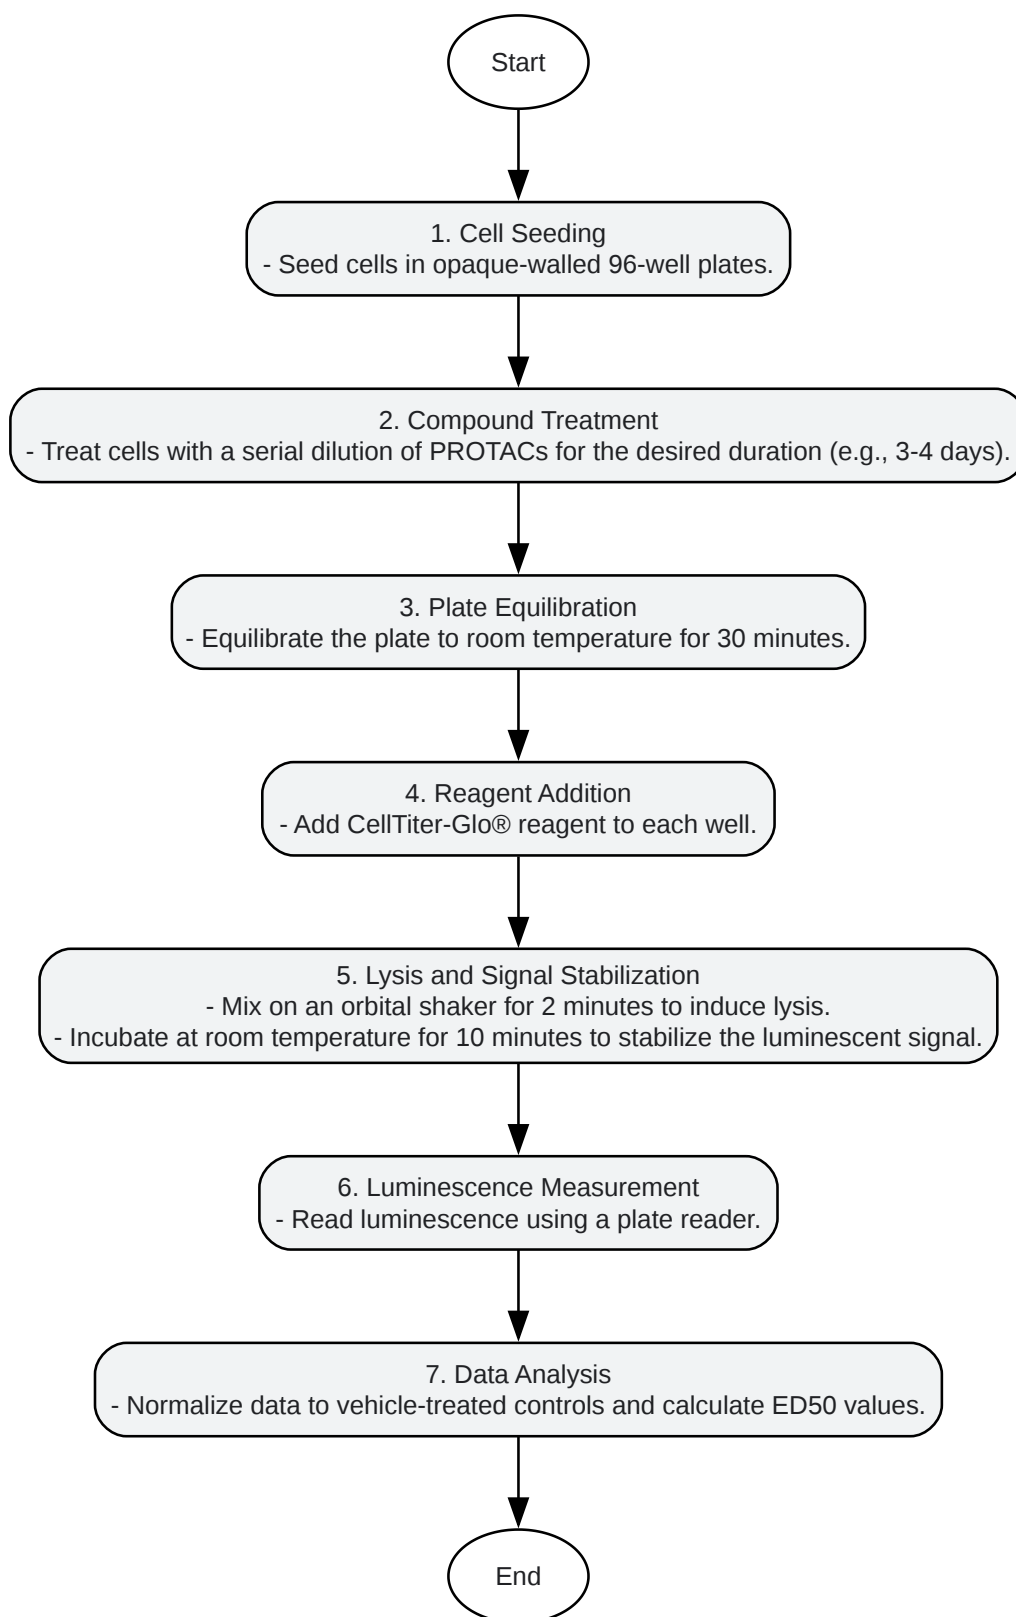 Start
1. Cell Seeding
- Seed cells in opaque-walled 96-well plates.
2. Compound Treatment
- Treat cells with a serial dilution of PROTACs for the desired duration (e.g., 3-4 days).
3. Plate Equilibration
- Equilibrate the plate to room temperature for 30 minutes.
4. Reagent Addition
- Add CellTiter-Glo® reagent to each well.
5. Lysis and Signal Stabilization
- Mix on an orbital shaker for 2 minutes to induce lysis.
- Incubate at room temperature for 10 minutes to stabilize the luminescent signal.
6. Luminescence Measurement
- Read luminescence using a plate reader.
7. Data Analysis
- Normalize data to vehicle-treated controls and calculate ED50 values.
End